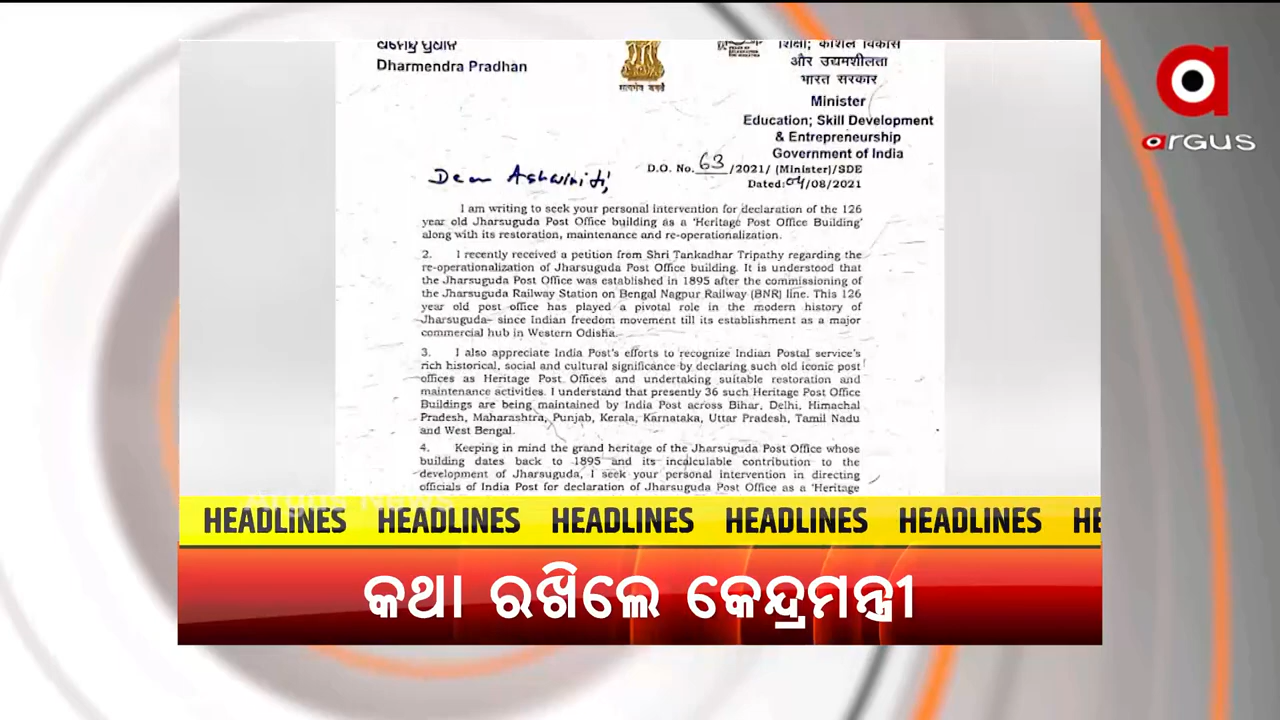 ଧର୍ମେନ୍ଦ୍ର ପ୍ରଧାନ
Dharmendra Pradhan
सत्यमेव जयते
शिक्षा; कौशल विकास
और उद्यमशीलता
भारत सरकार
Minister
Education; Skill Development
& Entrepreneurship
Government of India
D.O. No. 63 /2021/ (Minister)/SDE
Dated: 04/08/2021
Dear Ashwini ji,
I am writing to seek your personal intervention for declaration of the 126
year old Jharsuguda Post Office building as a 'Heritage Post Office Building'
along with its restoration, maintenance and re-operationalization.
2. I recently received a petition from Shri Tankadhar Tripathy regarding the
re-operationalization of Jharsuguda Post Office building. It is understood that
the Jharsuguda Post Office was established in 1895 after the commissioning of
the Jharsuguda Railway Station on Bengal Nagpur Railway (BNR) line. This 126
year old post office has played a pivotal role in the modern history of
Jharsuguda- since Indian freedom movement till its establishment as a major
commercial hub in Western Odisha.
3. I also appreciate India Post's efforts to recognize Indian Postal service's
rich historical, social and cultural significance by declaring such old iconic post
offices as Heritage Post Offices and undertaking suitable restoration and
maintenance activities. I understand that presently 36 such Heritage Post Office
Buildings are being maintained by India Post across Bihar, Delhi, Himachal
Pradesh, Maharashtra, Punjab, Kerala, Karnataka, Uttar Pradesh, Tamil Nadu
and West Bengal.
4. Keeping in mind the grand heritage of the Jharsuguda Post Office whose
building dates back to 1895 and its incalculable contribution to the
development of Jharsuguda, I seek your personal intervention in directing
officials of India Post for declaration of Jharsuguda Post Office as a 'Heritage
Argus News
HEADLINES HEADLINES HEADLINES HEADLINES HEADLINES HE
କଥା ରଖିଲେ କେନ୍ଦ୍ରମନ୍ତ୍ରୀ
argus